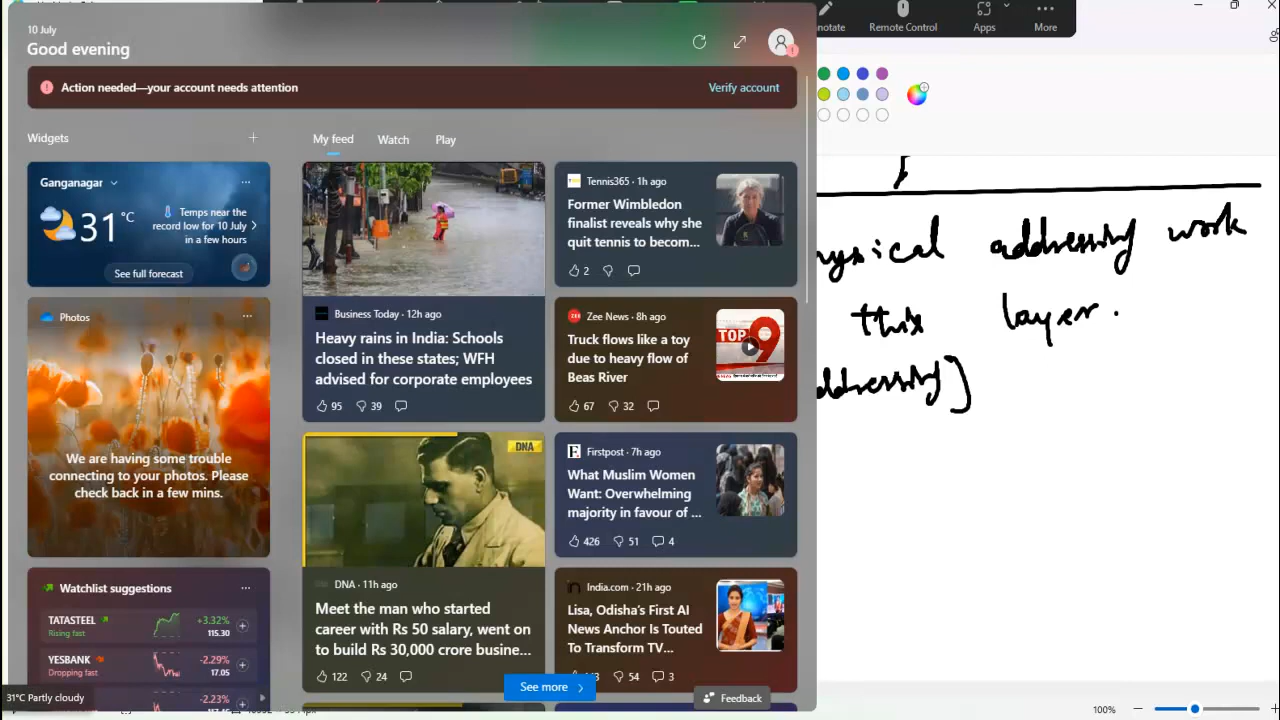 10 July
Good evening
Action needed—your account needs attention
Verify account
Widgets
My feed
Watch
Play
Ganganagar
31 °C
Temps near the
record low for 10 July
in a few hours
See full forecast
Photos
We are having some trouble
connecting to your photos. Please
check back in a few mins.
Watchlist suggestions
TATASTEEL
Rising fast
+3.32%
115.30
YESBANK
Dropping fast
-2.29%
17.05
-2.23%
31°C Partly cloudy
Business Today · 12h ago
Heavy rains in India: Schools
closed in these states; WFH
advised for corporate employees
95 39
DNA
DNA · 11h ago
Meet the man who started
career with Rs 50 salary, went on
to build Rs 30,000 crore busine...
122 24
Tennis365 · 1h ago
Former Wimbledon
finalist reveals why she
quit tennis to becom...
2
Zee News · 8h ago
Truck flows like a toy
due to heavy flow of
Beas River
TOP
9
67 32
Firstpost · 7h ago
What Muslim Women
Want: Overwhelming
majority in favour of ...
426 51 4
India.com · 21h ago
Lisa, Odisha's First AI
News Anchor Is Touted
To Transform TV...
54 3
See more
Feedback
notate
Remote Control
Apps
More
hysical addressing work
this layer.
ddressing]
100%